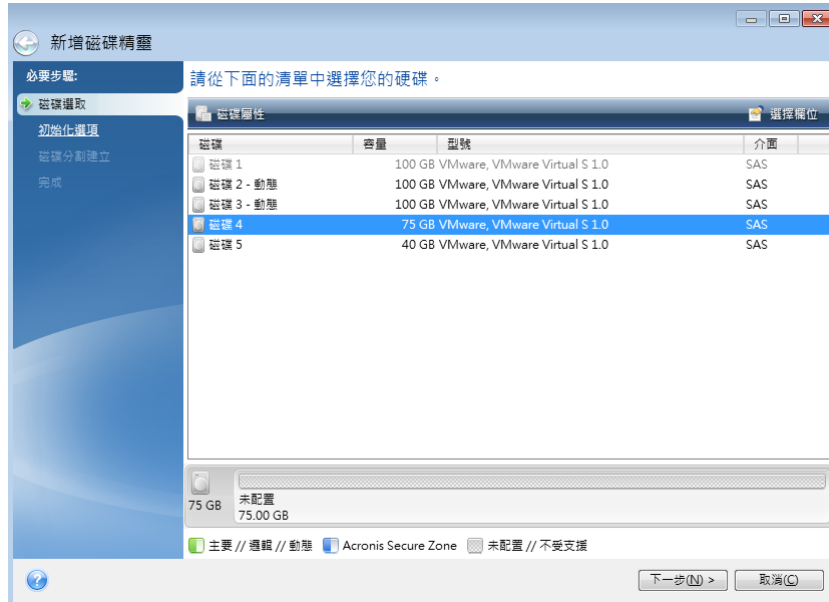 新增磁碟精靈
必要步驟:
磁碟選取
初始化選項
磁碟分割建立
完成
請從下面的清單中選擇您的硬碟。
磁碟屬性 選擇欄位
磁碟 容量 型號 介面
磁碟 1 100 GB VMware, VMware Virtual S 1.0 SAS
磁碟 2 - 動態 100 GB VMware, VMware Virtual S 1.0 SAS
磁碟 3 - 動態 100 GB VMware, VMware Virtual S 1.0 SAS
磁碟 4 75 GB VMware, VMware Virtual S 1.0 SAS
磁碟 5 40 GB VMware, VMware Virtual S 1.0 SAS
75 GB
未配置
75.00 GB
主要 // 邏輯 // 動態 Acronis Secure Zone 未配置 // 不受支援
下一步(N) > 取消(C)